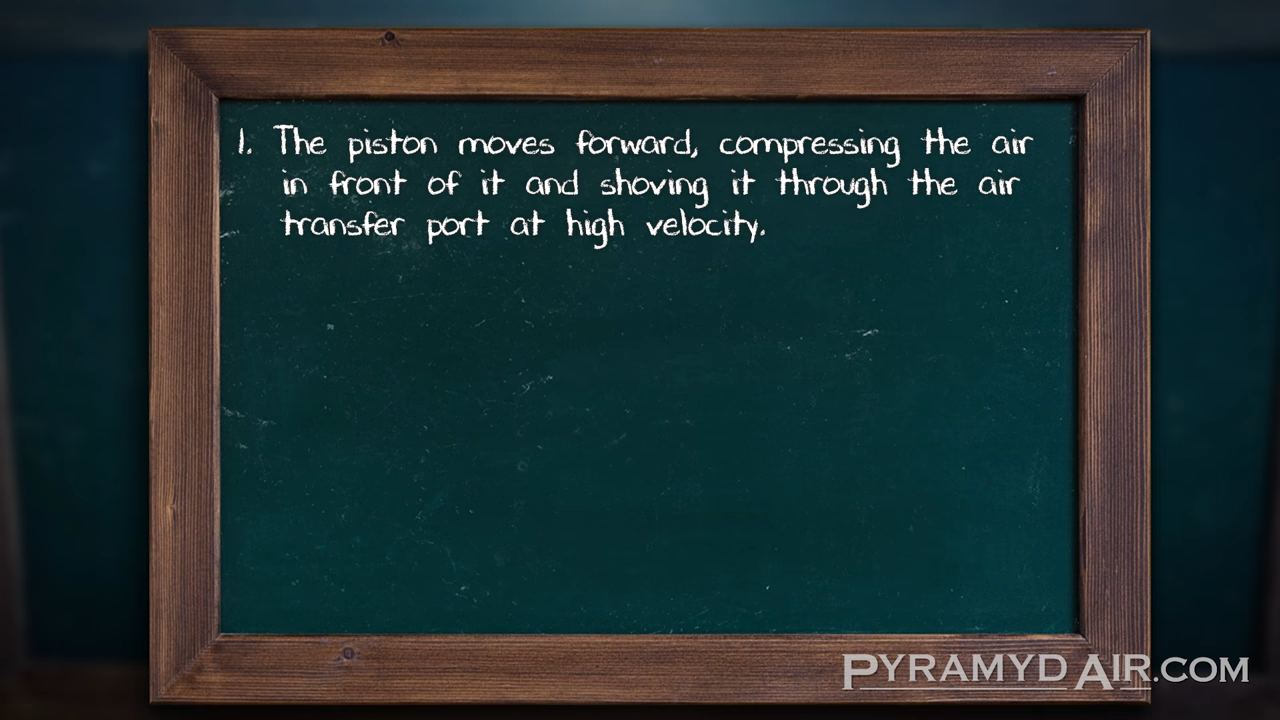 1. The piston moves forward, compressing the air
in front of it and shoving it through the air
transfer port at high velocity.
PYRAMYDAIR.COM